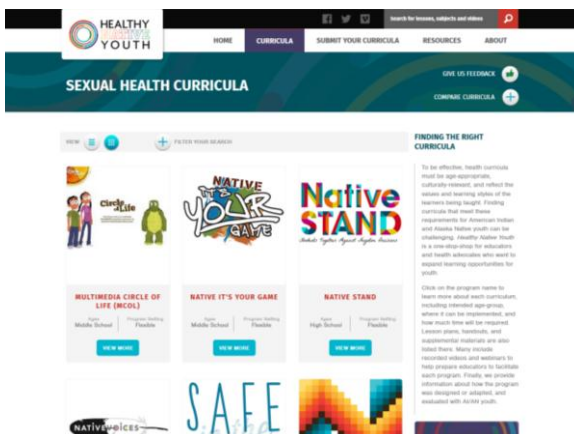 HEALTHY
NATIVE
YOUTH
Search for lessons, subjects and videos
HOME
CURRICULA
SUBMIT YOUR CURRICULA
RESOURCES
ABOUT
SEXUAL HEALTH CURRICULA
GIVE US FEEDBACK
COMPARE CURRICULA
VIEW
FILTER YOUR SEARCH
Circle
of Life
NATIVE
IT'S
YOUR
GAME
Native
STAND
MULTIMEDIA CIRCLE OF
LIFE (MCOL)
Ages
Middle School
Program Setting
Flexible
VIEW MORE
NATIVE IT'S YOUR GAME
Ages
Middle School
Program Setting
Flexible
VIEW MORE
NATIVE STAND
Ages
High School
Program Setting
Flexible
VIEW MORE
NATIVE VOICES
SAFE
in the
FINDING THE RIGHT
CURRICULA
To be effective, health curricula
must be age-appropriate,
culturally-relevant, and reflect the
values and learning styles of the
learners being taught. Finding
curricula that meet these
requirements for American Indian
and Alaska Native youth can be
challenging. Healthy Native Youth
is a one-stop-shop for educators
and health advocates who want to
expand learning opportunities for
youth.
Click on the program name to
learn more about each curriculum,
including intended age-group,
where it can be implemented, and
how much time will be required.
Lesson plans, handouts, and
supplemental materials are also
listed there. Many include
recorded videos and webinars to
help prepare educators to facilitate
each program. Finally, we provide
information about how the program
was designed or adapted, and
evaluated with AI/AN youth.